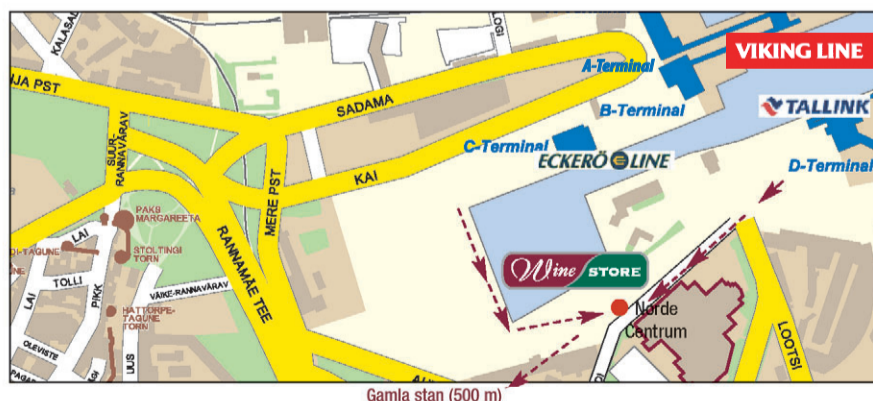 KALASAD
LOGI
VIKING LINE
A-Terminal
NJA PST
SADAMA
B-Terminal
TALLINK
SUUR-
RANNAVÄRAV
C-Terminal
ECKERÖ LINE
D-Terminal
MERE PST
KAI
PAKS
MARGAREETA
LAI
DI-TAGUNE
STOLTINGI
TORN
RANNAMÄE TEE
Wine STORE
TOLLI
LAI
PIKK
VÄIKE-RANNAVÄRAV
HATTORPE-
TAGUNE
TORN
Norde
Centrum
LOOTSI
OLEVISTE
UUS
PAGAR
Gamla stan (500 m)